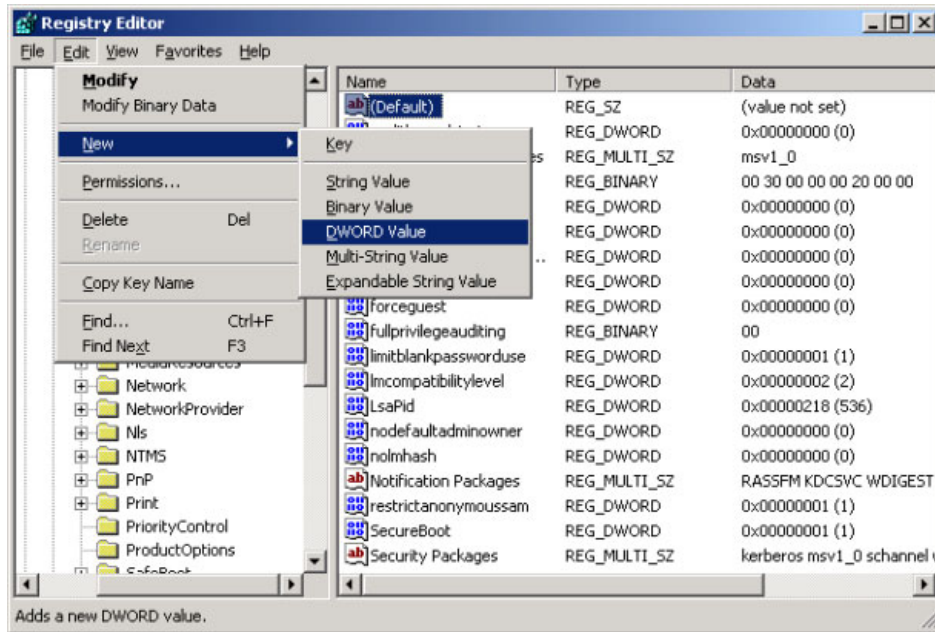 Registry Editor
File Edit View Favorites Help
Modify
Modify Binary Data
New
Permissions...
Delete Del
Rename
Copy Key Name
Find... Ctrl+F
Find Next F3
Key
String Value
Binary Value
DWORD Value
Multi-String Value
Expandable String Value
MediaResources
Network
NetworkProvider
Nls
NTMS
PnP
Print
PriorityControl
ProductOptions
SafeBoot
Name Type Data
(Default) REG_SZ (value not set)
REG_DWORD 0x00000000 (0)
es REG_MULTI_SZ msv1_0
REG_BINARY 00 30 00 00 00 20 00 00
REG_DWORD 0x00000000 (0)
REG_DWORD 0x00000000 (0)
... REG_DWORD 0x00000000 (0)
REG_DWORD 0x00000000 (0)
forceguest REG_DWORD 0x00000000 (0)
fullprivilegeauditing REG_BINARY 00
limitblankpassworduse REG_DWORD 0x00000001 (1)
lmcompatibilitylevel REG_DWORD 0x00000002 (2)
LsaPid REG_DWORD 0x00000218 (536)
nodefaultadminowner REG_DWORD 0x00000000 (0)
nolmhash REG_DWORD 0x00000000 (0)
Notification Packages REG_MULTI_SZ RASSFM KDCSVC WDIGEST
restrictanonymoussam REG_DWORD 0x00000001 (1)
SecureBoot REG_DWORD 0x00000001 (1)
Security Packages REG_MULTI_SZ kerberos msv1_0 schannel
Adds a new DWORD value.